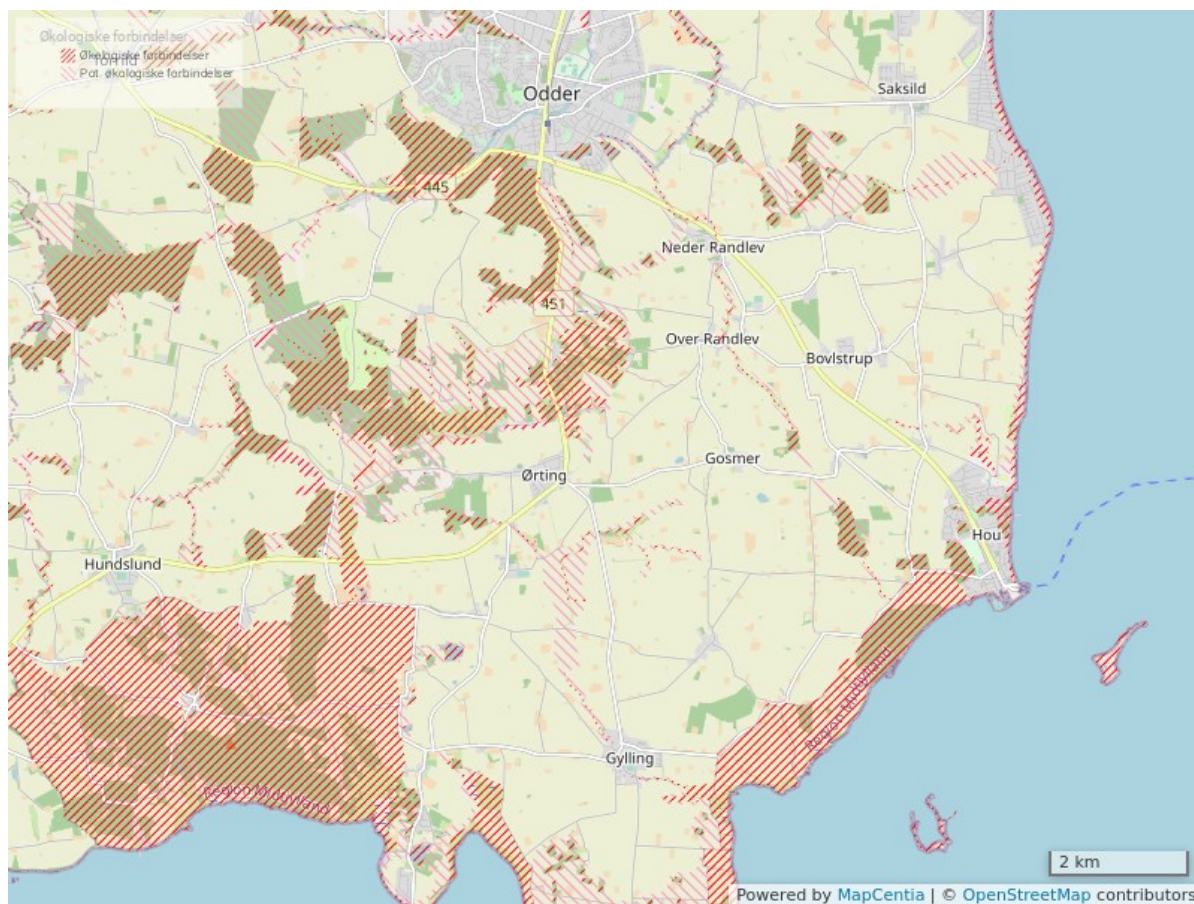 Økologiske forbindelser
Økologiske forbindelser
Torrild
Pot. økologiske forbindelser
Odder
Saksild
445
Neder Randlev
451
Over Randlev
Bovlstrup
Gosmer
Ørting
Hou
Hundslund
Region Midtjylland
Gylling
Region Midtjylland
2 km
Powered by MapCentia | © OpenStreetMap contributors